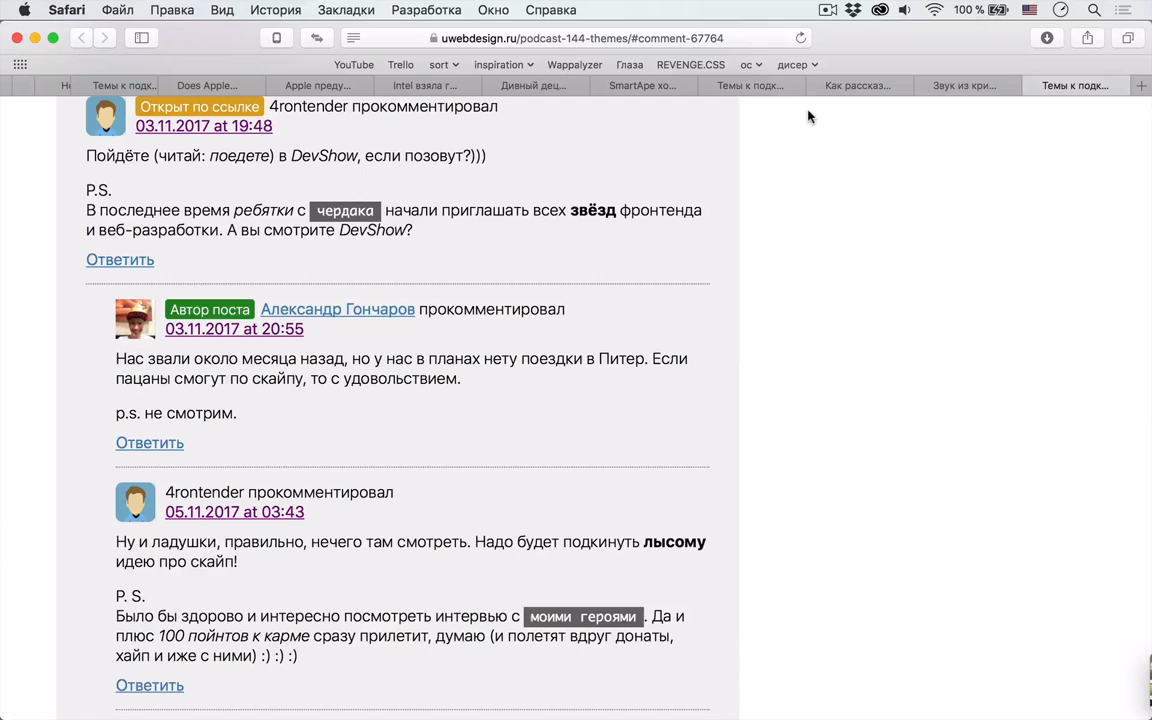 Safari Файл Правка Вид История Закладки Разработка Окно Справка 100 %
uwebdesign.ru/podcast-144-themes/#comment-67764
YouTube Trello sort inspiration Wappalyzer Глаза REVENGE.CSS ос дисер
Темы к подк... Does Apple... Apple преду... Intel взяла г... Дивный дец... SmartApe хо... Темы к подк... Как рассказ... Звук из кри... Темы к подк...
Открыт по ссылке 4rontender прокомментировал
03.11.2017 at 19:48
Пойдёте (читай: поедете) в DevShow, если позовут?)))
P.S.
В последнее время ребятки с чердака начали приглашать всех звёзд фронтенда
и веб-разработки. А вы смотрите DevShow?
Ответить
Автор поста Александр Гончаров прокомментировал
03.11.2017 at 20:55
Нас звали около месяца назад, но у нас в планах нету поездки в Питер. Если
пацаны смогут по скайпу, то с удовольствием.
p.s. не смотрим.
Ответить
4rontender прокомментировал
05.11.2017 at 03:43
Ну и ладушки, правильно, нечего там смотреть. Надо будет подкинуть лысому
идею про скайп!
P. S.
Было бы здорово и интересно посмотреть интервью с моими героями. Да и
плюс 100 пойнтов к карме сразу прилетит, думаю (и полетят вдруг донаты,
хайп и иже с ними) :) :) :)
Ответить